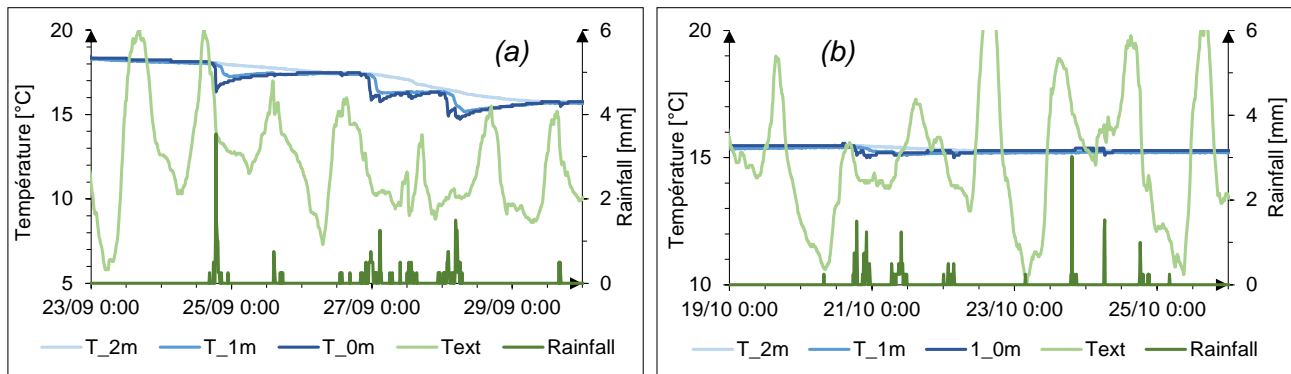 (a)
Température [°C]
20
15
10
5
Rainfall [mm]
6
4
2
0
23/09 0:00 25/09 0:00 27/09 0:00 29/09 0:00
T_2m T_1m T_0m Text Rainfall
(b)
Température [°C]
20
15
10
Rainfall [mm]
6
4
2
0
19/10 0:00 21/10 0:00 23/10 0:00 25/10 0:00
T_2m T_1m 1_0m Text Rainfall